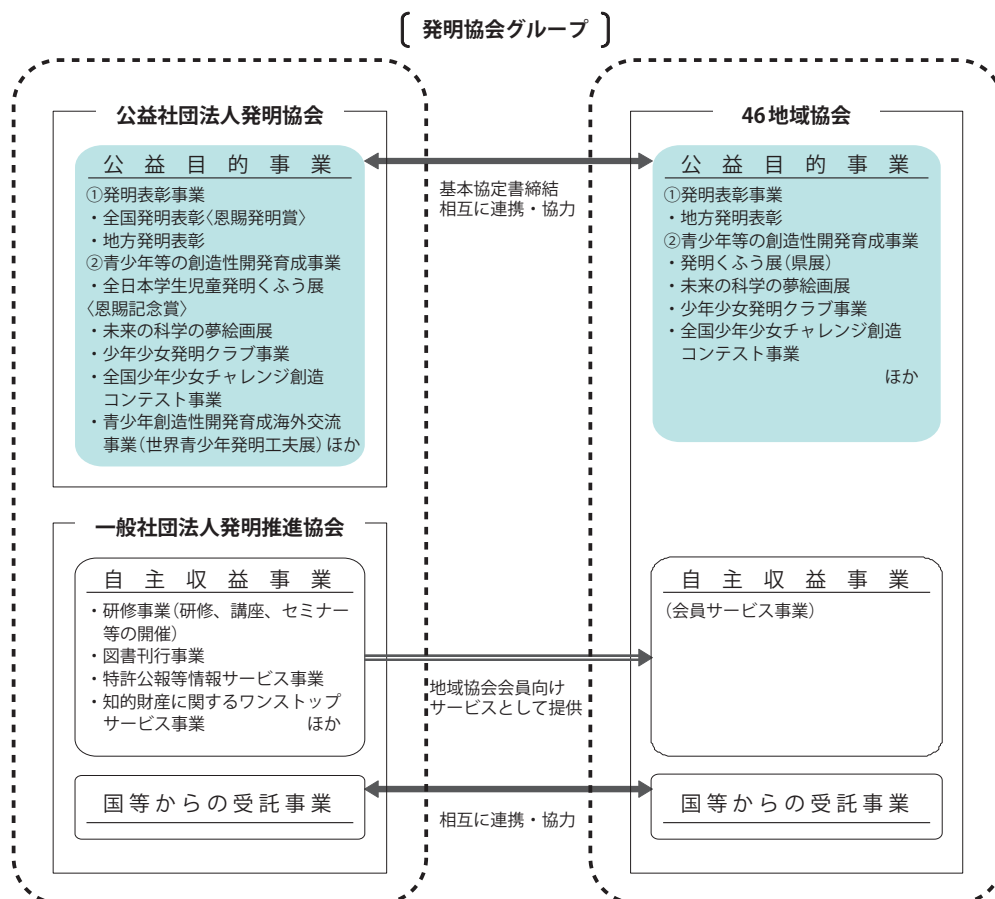 発明協会グループ
公益社団法人発明協会
公益目的事業
①発明表彰事業
・全国発明表彰〈恩賜発明賞〉
・地方発明表彰
②青少年等の創造性開発育成事業
・全日本学生児童発明くふう展
〈恩賜記念賞〉
・未来の科学の夢絵画展
・少年少女発明クラブ事業
・全国少年少女チャレンジ創造
コンテスト事業
・青少年創造性開発育成海外交流
事業(世界青少年発明工夫展)ほか
基本協定書締結
相互に連携・協力
46地域協会
公益目的事業
①発明表彰事業
・地方発明表彰
②青少年等の創造性開発育成事業
・発明くふう展(県展)
・未来の科学の夢絵画展
・少年少女発明クラブ事業
・全国少年少女チャレンジ創造
コンテスト事業
ほか
一般社団法人発明推進協会
自主収益事業
・研修事業(研修、講座、セミナー
等の開催)
・図書刊行事業
・特許公報等情報サービス事業
・知的財産に関するワンストップ
サービス事業 ほか
地域協会会員向け
サービスとして提供
自主収益事業
(会員サービス事業)
国等からの受託事業
相互に連携・協力
国等からの受託事業